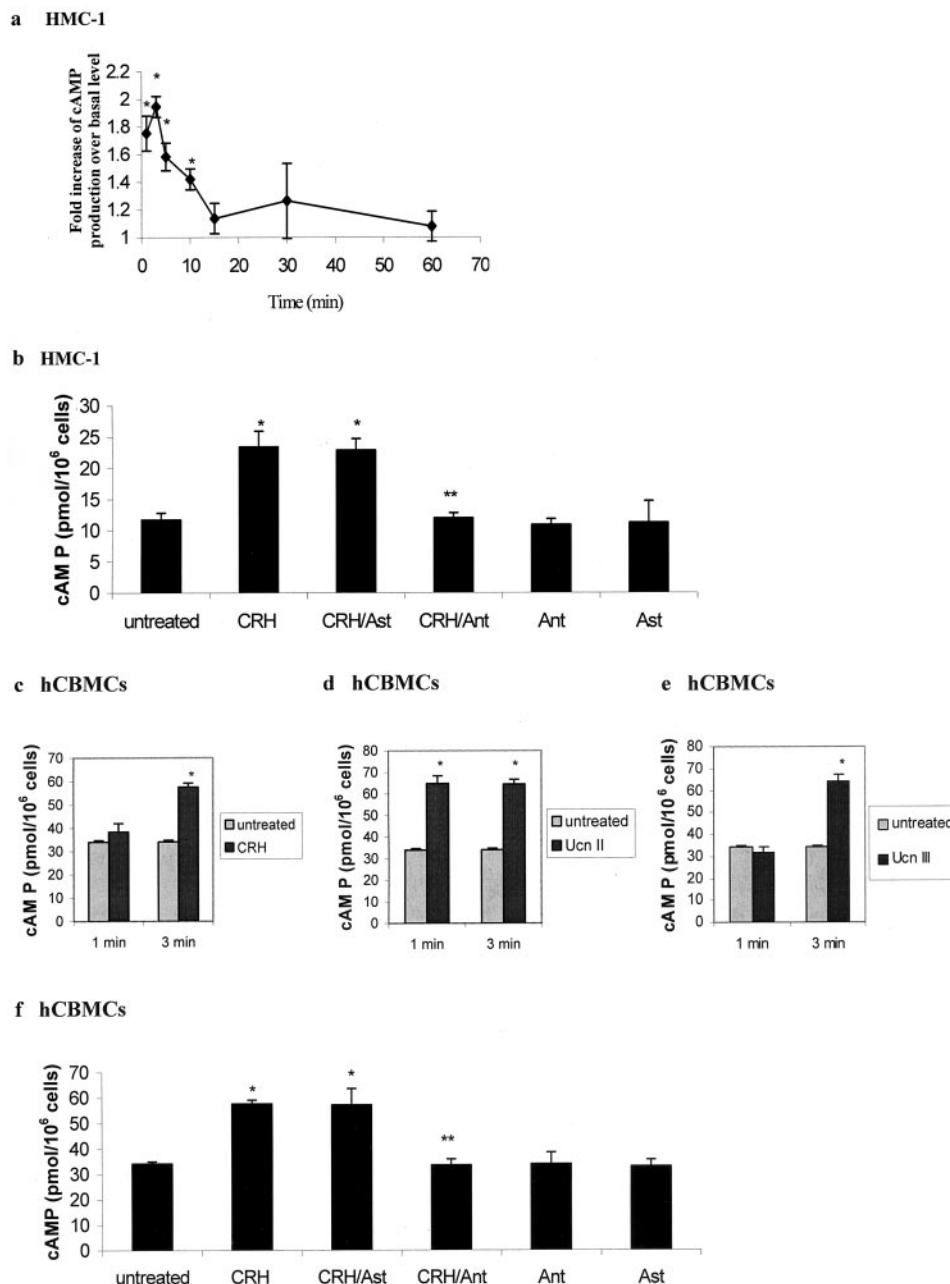 a HMC-1
Fold increase of cAMP
production over basal level
2.2
2
1.8
1.6
1.4
1.2
1
* * * *
0 10 20 30 40 50 60 70
Time (min)
b HMC-1
cAM P (pmol/10⁶ cells)
30
25
20
15
10
5
0
* * **
untreated CRH CRH/Ast CRH/Ant Ant Ast
c hCBMCs
cAM P (pmol/10⁶ cells)
70
60
50
40
30
20
10
0
*
1 min 3 min
untreated
CRH
d hCBMCs
cAM P (pmol/10⁶ cells)
80
70
60
50
40
30
20
10
0
* *
1 min 3 min
untreated
Ucn II
e hCBMCs
cAM P (pmol/10⁶ cells)
80
70
60
50
40
30
20
10
0
*
1 min 3 min
untreated
Ucn III
f hCBMCs
cAMP (pmol/10⁶ cells)
70
60
50
40
30
20
10
0
* * **
untreated CRH CRH/Ast CRH/Ant Ant Ast